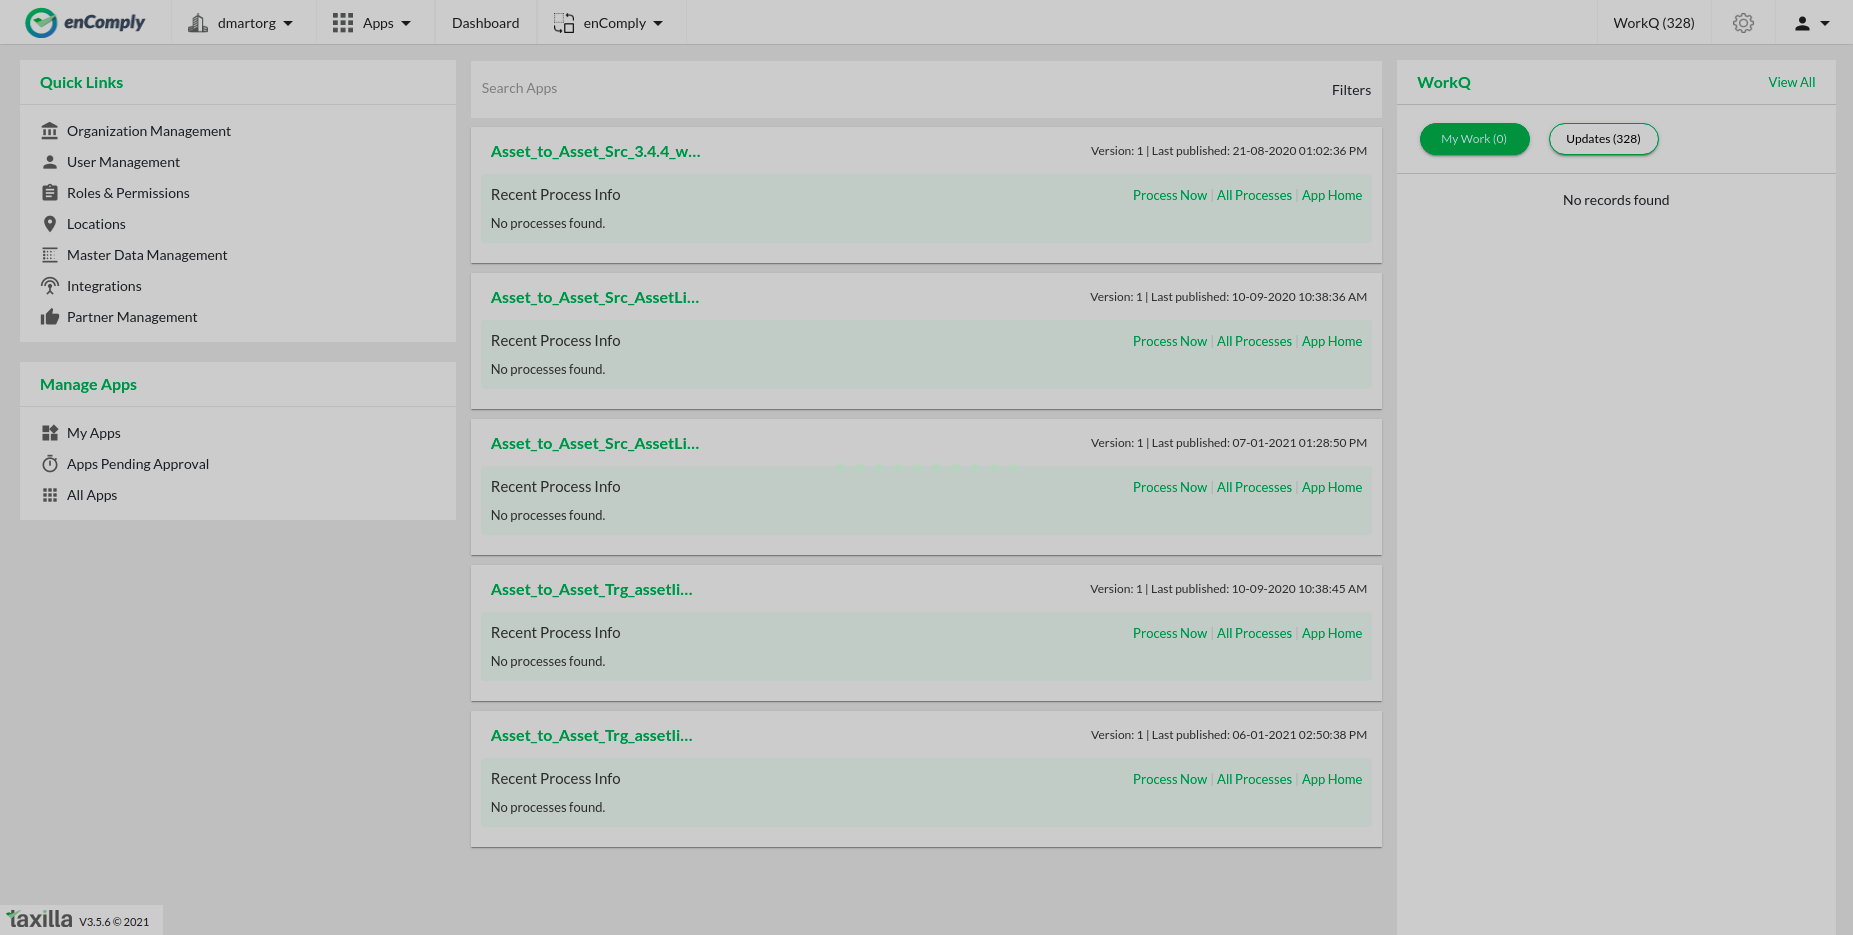 enComply
dmartorg
Apps
Dashboard
enComply
WorkQ (328)
Quick Links
Organization Management
User Management
Roles & Permissions
Locations
Master Data Management
Integrations
Partner Management
Manage Apps
My Apps
Apps Pending Approval
All Apps
Search Apps
Filters
Asset_to_Asset_Src_3.4.4_w...
Version: 1 | Last published: 21-08-2020 01:02:36 PM
Recent Process Info
Process Now | All Processes | App Home
No processes found.
Asset_to_Asset_Src_AssetLi...
Version: 1 | Last published: 10-09-2020 10:38:36 AM
Recent Process Info
Process Now | All Processes | App Home
No processes found.
Asset_to_Asset_Src_AssetLi...
Version: 1 | Last published: 07-01-2021 01:28:50 PM
Recent Process Info
Process Now | All Processes | App Home
No processes found.
Asset_to_Asset_Trg_assetli...
Version: 1 | Last published: 10-09-2020 10:38:45 AM
Recent Process Info
Process Now | All Processes | App Home
No processes found.
Asset_to_Asset_Trg_assetli...
Version: 1 | Last published: 06-01-2021 02:50:38 PM
Recent Process Info
Process Now | All Processes | App Home
No processes found.
WorkQ
View All
My Work (0)
Updates (328)
No records found
taxilla V3.5.6 © 2021